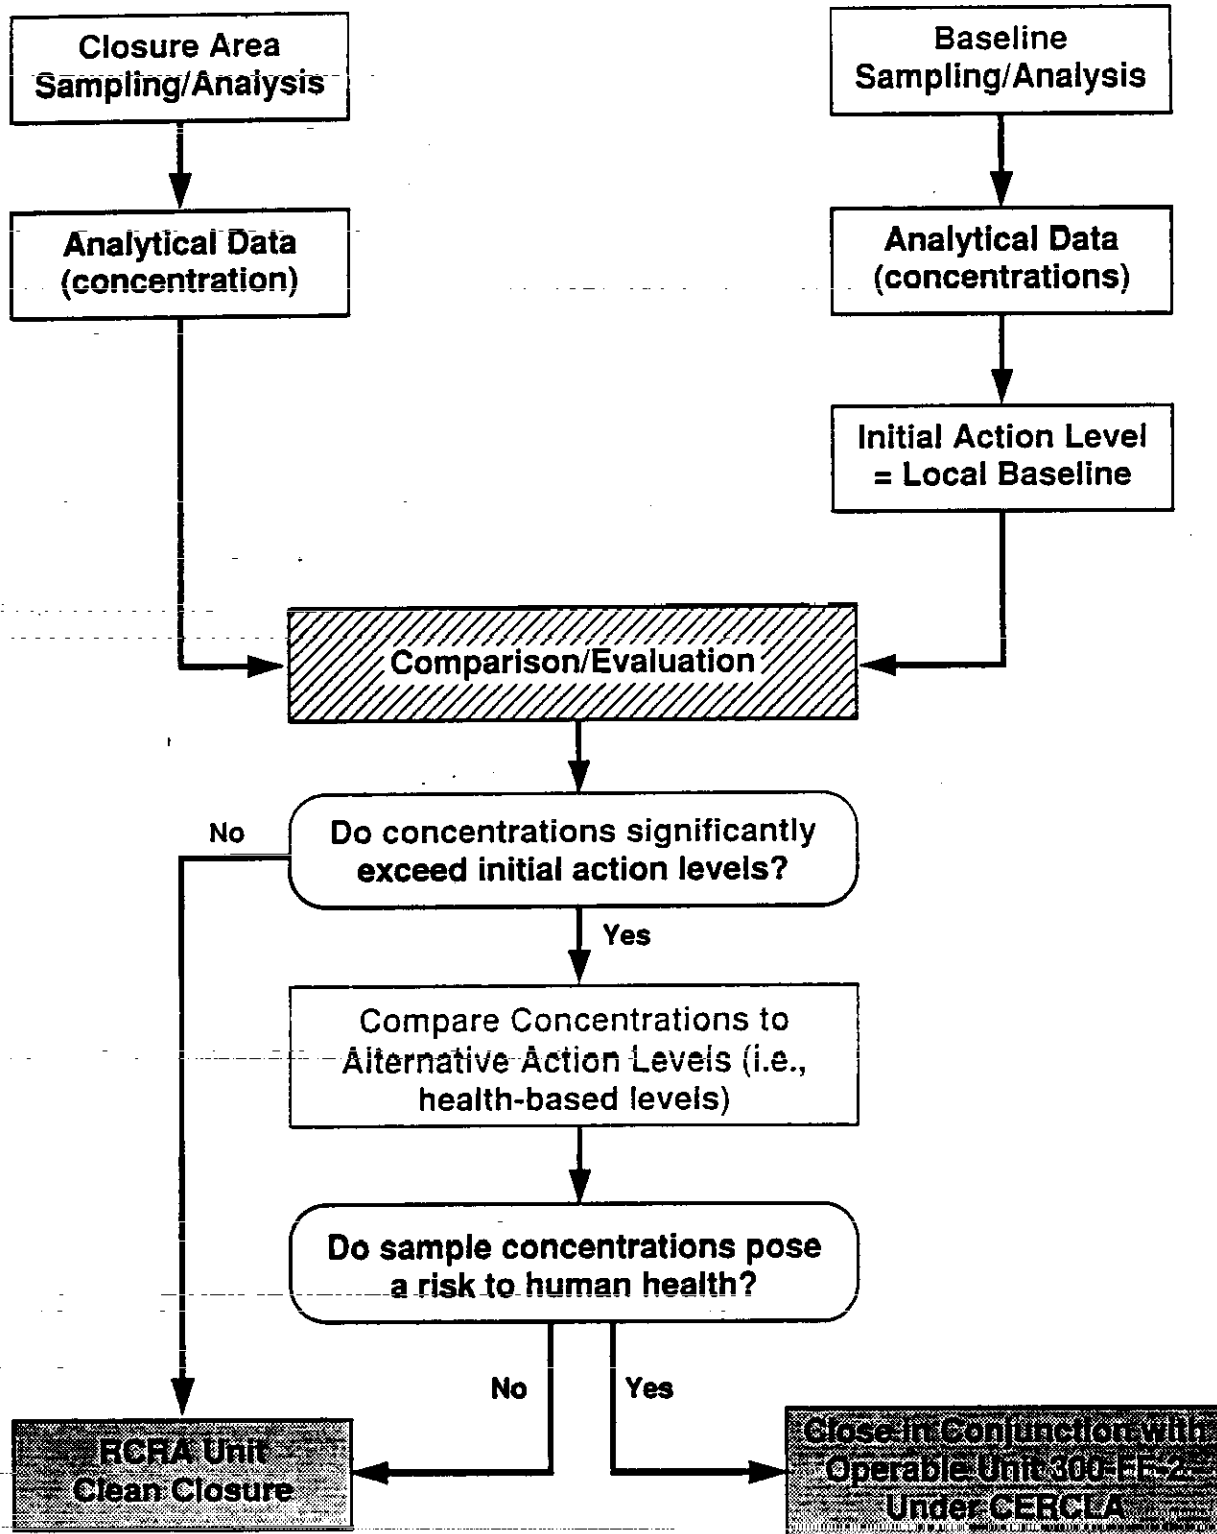 Closure Area
Sampling/Analysis
Baseline
Sampling/Analysis
Analytical Data
(concentration)
Analytical Data
(concentrations)
Initial Action Level
= Local Baseline
Comparison/Evaluation
No
Do concentrations significantly
exceed initial action levels?
Yes
Compare Concentrations to
Alternative Action Levels (i.e.,
health-based levels)
Do sample concentrations pose
a risk to human health?
No
Yes
RCRA Unit
Clean Closure
Close in Conjunction with
Operable Unit 300-FF-2
Under CERCLA